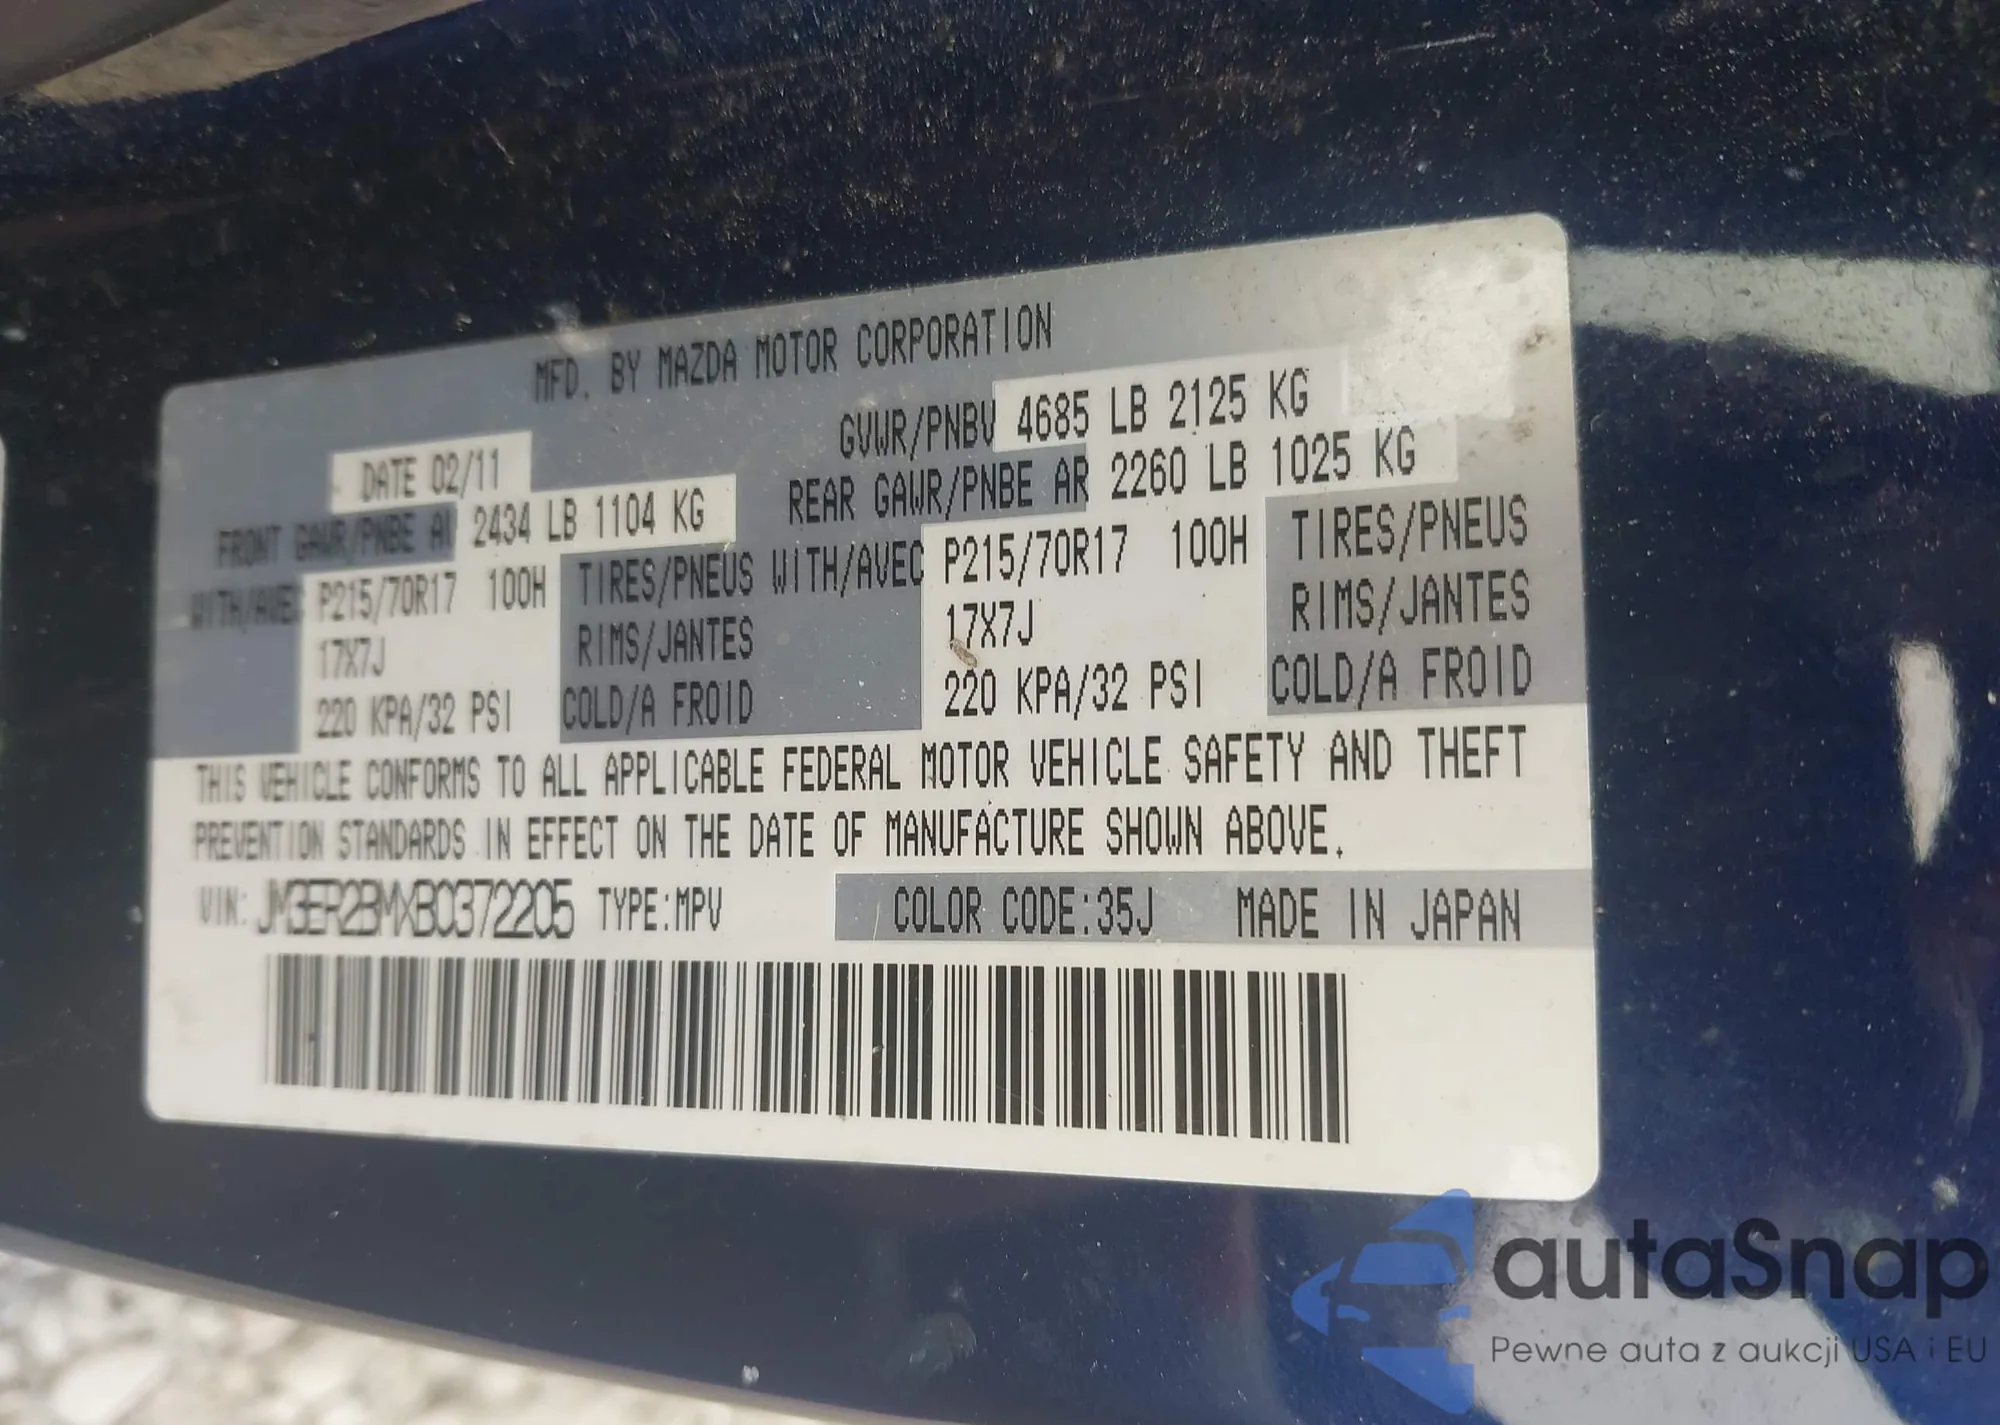 MFD. BY MAZDA MOTOR CORPORATION
DATE 02/11 GVWR/PNBV 4685 LB 2125 KG
FRONT GAWR/PNBE AV 2434 LB 1104 KG REAR GAWR/PNBE AR 2260 LB 1025 KG
WITH/AVEC P215/70R17 100H TIRES/PNEUS WITH/AVEC P215/70R17 100H TIRES/PNEUS
17X7J RIMS/JANTES 17X7J RIMS/JANTES
220 KPA/32 PSI COLD/A FROID 220 KPA/32 PSI COLD/A FROID
THIS VEHICLE CONFORMS TO ALL APPLICABLE FEDERAL MOTOR VEHICLE SAFETY AND THEFT
PREVENTION STANDARDS IN EFFECT ON THE DATE OF MANUFACTURE SHOWN ABOVE.
VIN: JM3ER2BMXB0372205 TYPE:MPV COLOR CODE:35J MADE IN JAPAN
autaSnap
Pewne auta z aukcji USA i EU